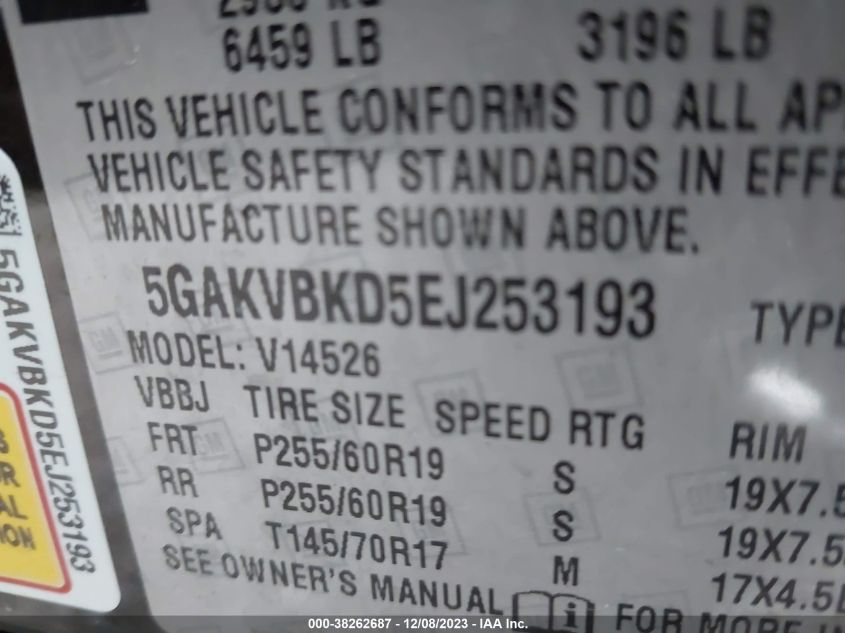 6459 LB 3196 LB
THIS VEHICLE CONFORMS TO ALL AP
VEHICLE SAFETY STANDARDS IN EFFE
MANUFACTURE SHOWN ABOVE.
5GAKVBKD5EJ253193 TYPE
MODEL: V14526
VBBJ TIRE SIZE SPEED RTG RIM
FRT P255/60R19 S 19X7.5
RR P255/60R19 S 19X7.5
SPA T145/70R17 M 17X4.5
SEE OWNER'S MANUAL i FOR MORE
5GAKVBKD5EJ253193
000-38262687 - 12/08/2023 - IAA Inc.